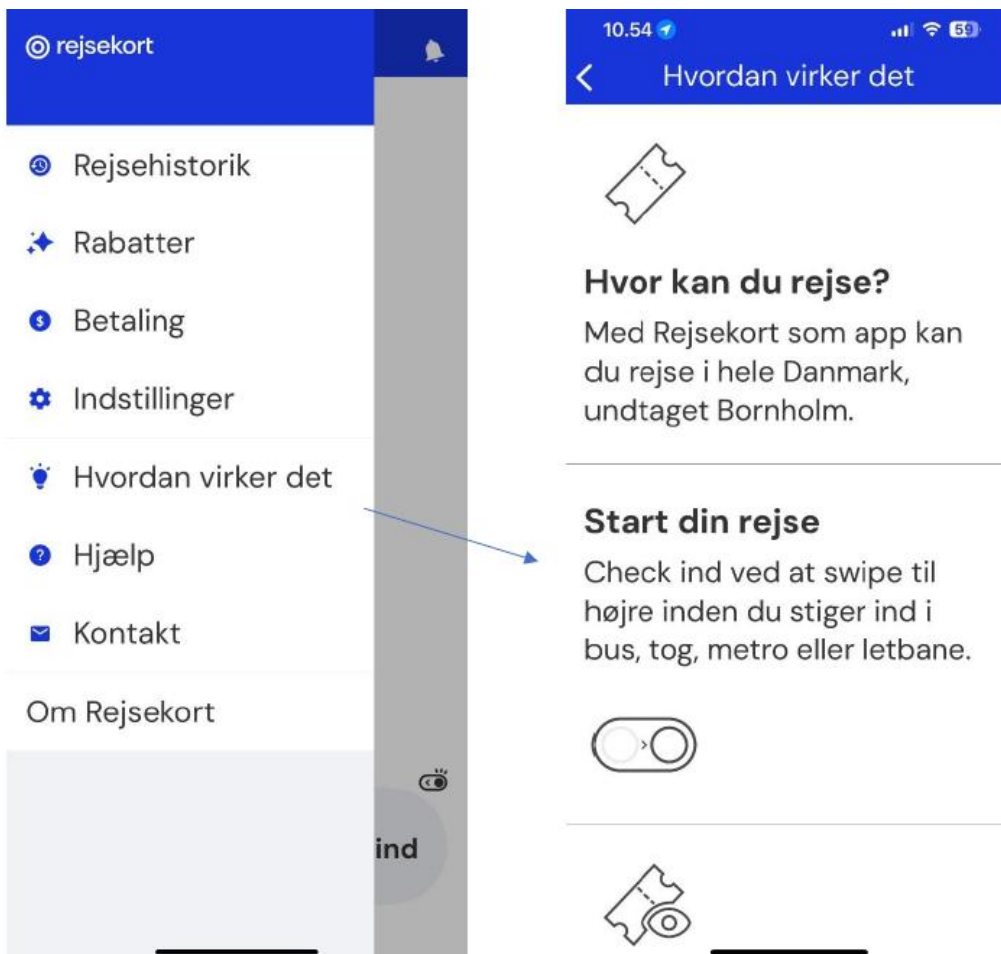 rejsekort
Rejsehistorik
Rabatter
Betaling
Indstillinger
Hvordan virker det
Hjælp
Kontakt
Om Rejsekort
ind
10.54
59
Hvordan virker det
Hvor kan du rejse?
Med Rejsekort som app kan
du rejse i hele Danmark,
undtaget Bornholm.
Start din rejse
Check ind ved at swipe til
højre inden du stiger ind i
bus, tog, metro eller letbane.